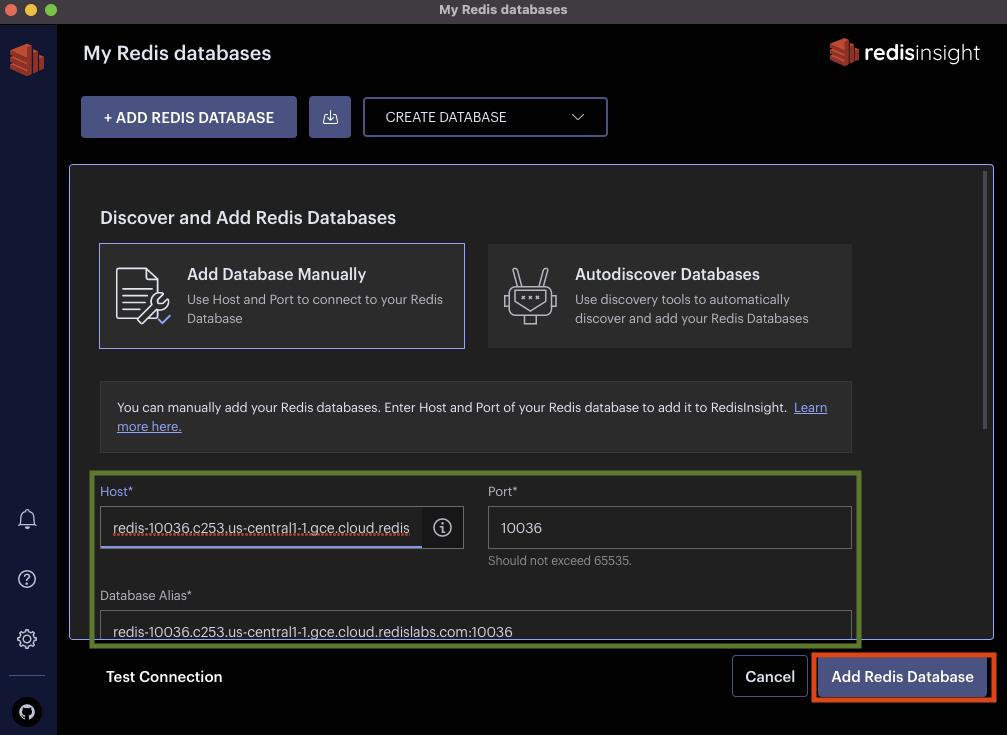 My Redis databases
My Redis databases
redisinsight
+ ADD REDIS DATABASE
CREATE DATABASE
Discover and Add Redis Databases
Add Database Manually
Use Host and Port to connect to your Redis
Database
Autodiscover Databases
Use discovery tools to automatically
discover and add your Redis Databases
You can manually add your Redis databases. Enter Host and Port of your Redis database to add it to RedisInsight. Learn
more here.
Host*
redis-10036.c253.us-central1-1.gce.cloud.redis
Port*
10036
Should not exceed 65535.
Database Alias*
redis-10036.c253.us-central1-1.gce.cloud.redislabs.com:10036
Test Connection
Cancel
Add Redis Database